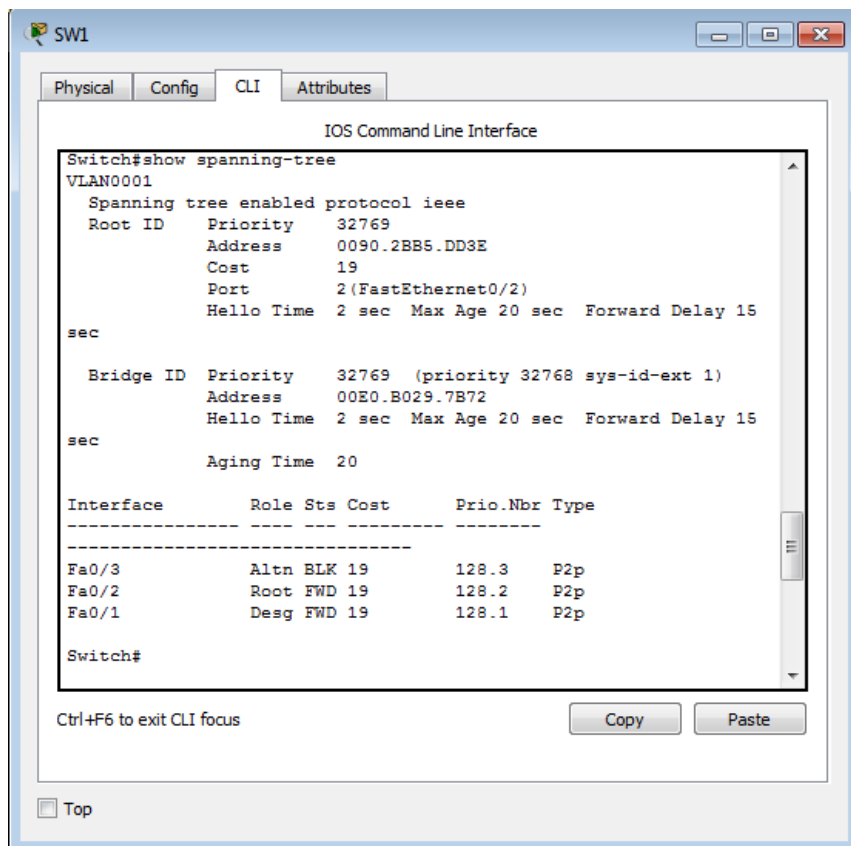 SW1
Physical Config CLI Attributes
IOS Command Line Interface
Switch#show spanning-tree
VLAN0001
  Spanning tree enabled protocol ieee
  Root ID    Priority    32769
             Address     0090.2BB5.DD3E
             Cost        19
             Port        2(FastEthernet0/2)
             Hello Time  2 sec  Max Age 20 sec  Forward Delay 15
sec
  Bridge ID  Priority    32769  (priority 32768 sys-id-ext 1)
             Address     00E0.B029.7B72
             Hello Time  2 sec  Max Age 20 sec  Forward Delay 15
sec
             Aging Time  20
Interface        Role Sts Cost      Prio.Nbr Type
---------------- ---- --- --------- --------
--------------------------------
Fa0/3            Altn BLK 19        128.3    P2p
Fa0/2            Root FWD 19        128.2    P2p
Fa0/1            Desg FWD 19        128.1    P2p
Switch#
Ctrl+F6 to exit CLI focus Copy Paste
Top